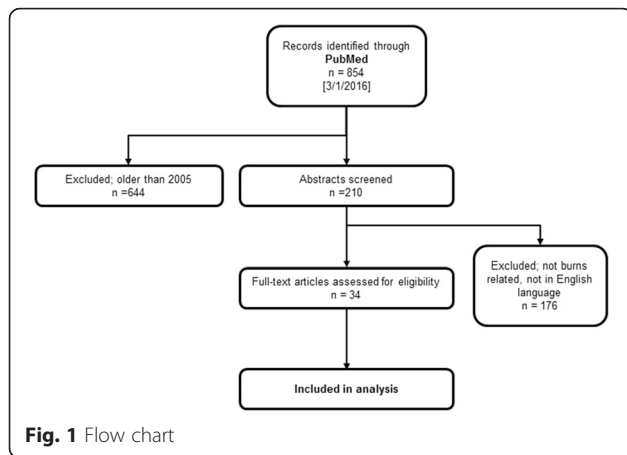 Records identified through
PubMed
n = 854
[3/1/2016]
Excluded; older than 2005
n =644
Abstracts screened
n =210
Full-text articles assessed for eligibility
n = 34
Excluded; not burns
related, not in English
language
n = 176
Included in analysis
Fig. 1 Flow chart